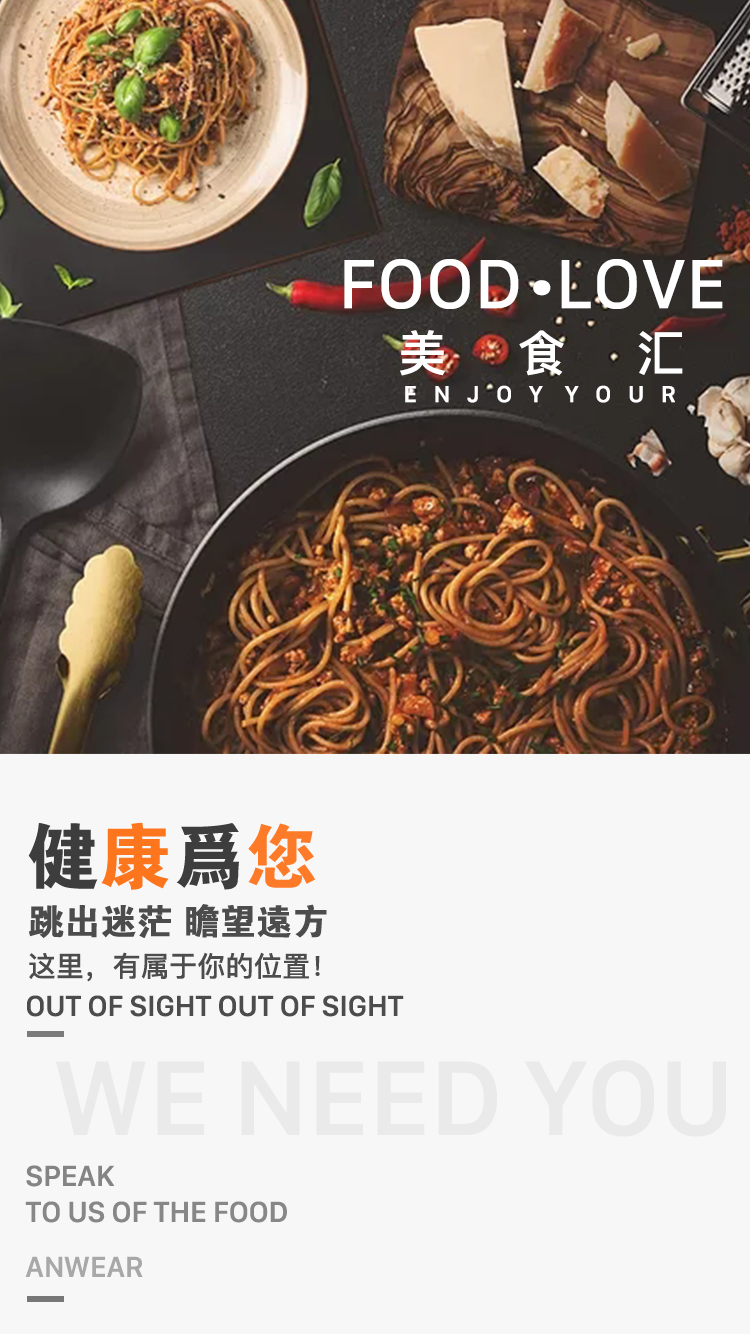 FOOD•LOVE
美食汇
ENJOYYOUR
健康爲您
跳出迷茫 瞻望遠方
这里，有属于你的位置！
OUT OF SIGHT OUT OF SIGHT
WE NEED YOU
SPEAK
TO US OF THE FOOD
ANWEAR